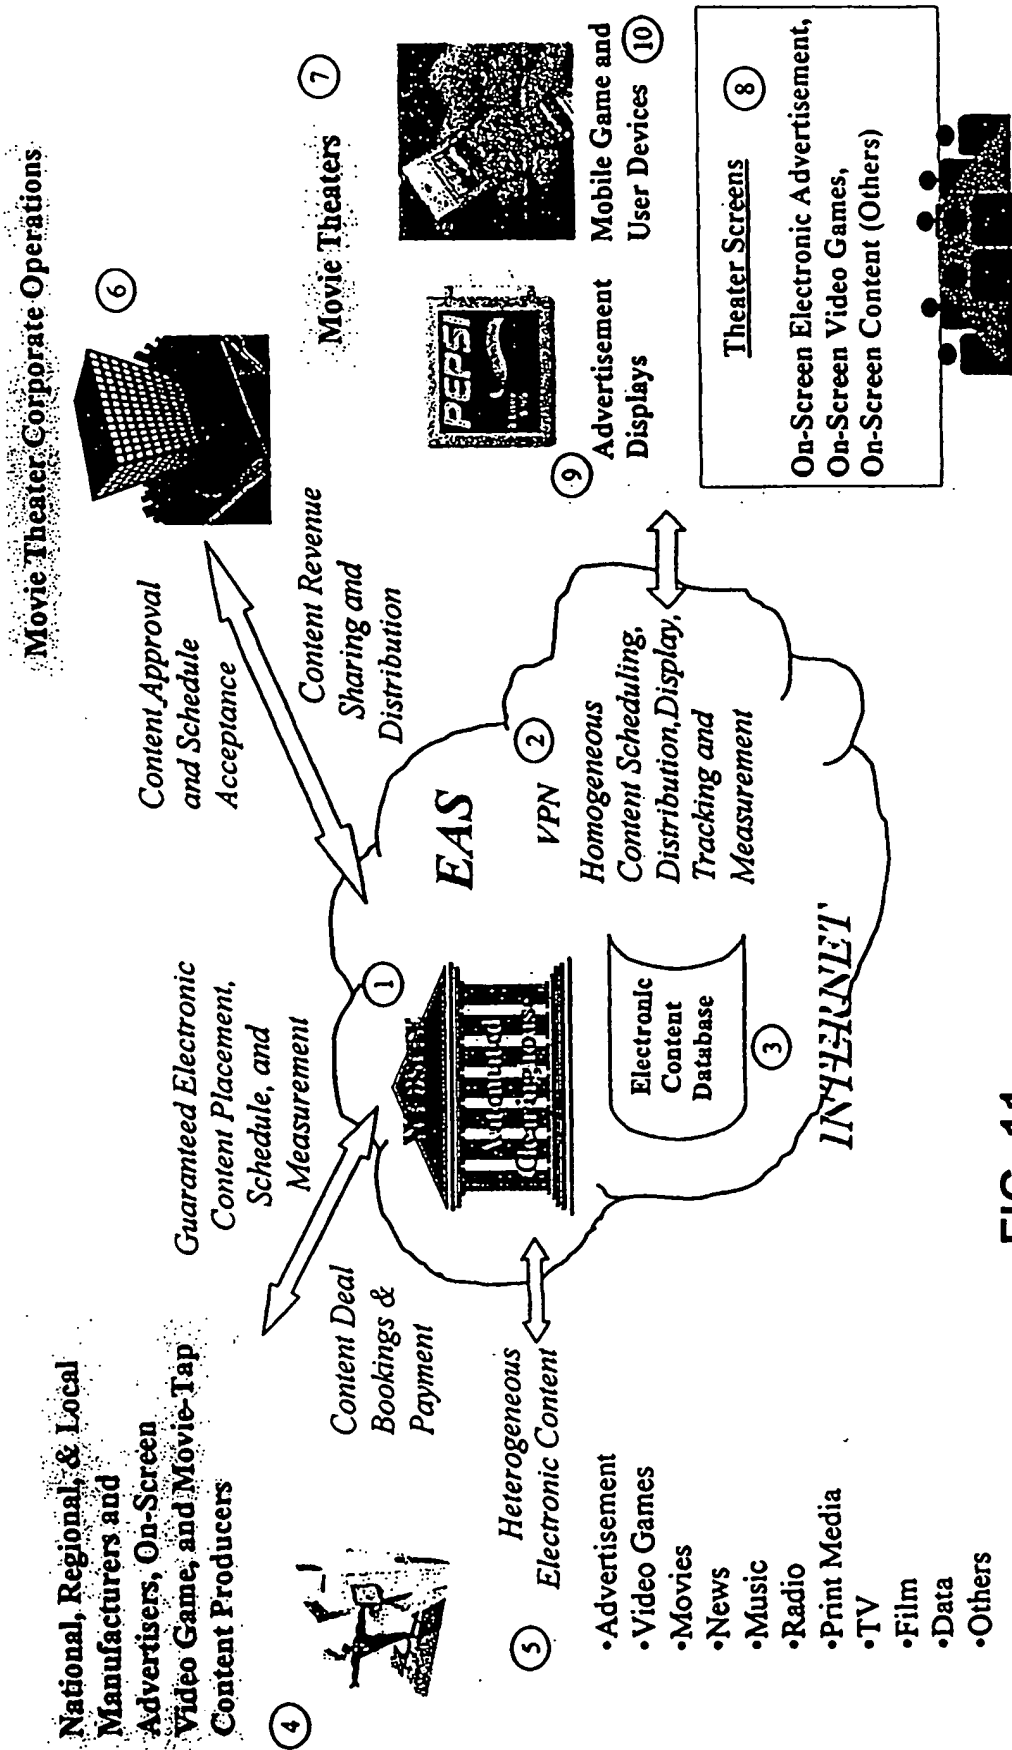 Movie Theater Corporate Operations
6
National, Regional, & Local
Manufacturers and
Advertisers, On-Screen
Video Game, and Movie-Tap
Content Producers
4
Guaranteed Electronic
Content Placement,
Schedule, and
Measurement
Content Approval
and Schedule
Acceptance
Content Deal
Bookings &
Payment
Content Revenue
Sharing and
Distribution
Movie Theaters
7
1
Automated
EAS
2
VPN
Homogeneous
Content Scheduling,
Distribution,Display,
Tracking and
Measurement
Electronic
Content
Database
3
INTERNET
5
Heterogeneous
Electronic Content
•Advertisement
•Video Games
•Movies
•News
•Music
•Radio
•Print Media
•TV
•Film
•Data
•Others
PEPSI
9
Advertisement
Displays
Mobile Game and
User Devices
10
Theater Screens
8
On-Screen Electronic Advertisement,
On-Screen Video Games,
On-Screen Content (Others)
FIG. 11